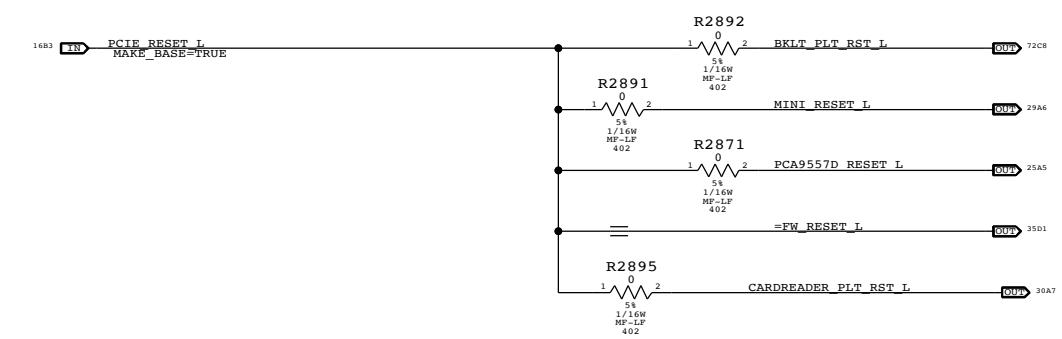 R2892
0
16B3 IN PCIE_RESET_L 1 2 BKLT_PLT_RST_L OUT 72C8
MAKE_BASE=TRUE
5%
1/16W
MF-LF
402
R2891
0
1 2 MINI_RESET_L OUT 29A6
5%
1/16W
MF-LF
402
R2871
0
1 2 PCA9557D_RESET_L OUT 25A5
5%
1/16W
MF-LF
402
=FW_RESET_L OUT 35D1
R2895
0
1 2 CARDREADER_PLT_RST_L OUT 30A7
5%
1/16W
MF-LF
402